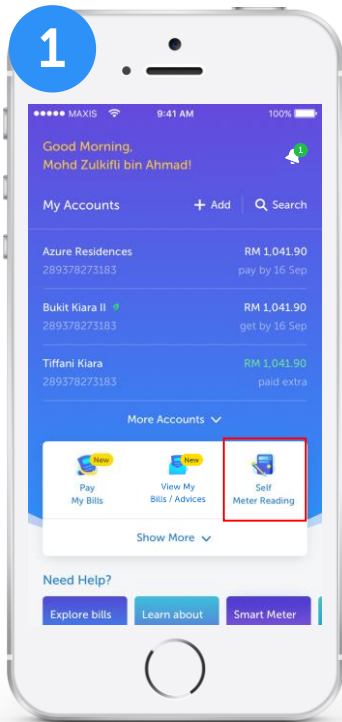 1
MAXIS 9:41 AM 100%
Good Morning,
Mohd Zulkifli bin Ahmad!
1
My Accounts + Add Search
Azure Residences RM 1,041.90
289378273183 pay by 16 Sep
Bukit Kiara II RM 1,041.90
289378273183 get by 16 Sep
Tiffani Kiara RM 1,041.90
289378273183 paid extra
More Accounts
New New
Pay View My Self
My Bills Bills / Advices Meter Reading
Show More
Need Help?
Explore bills Learn about Smart Meter